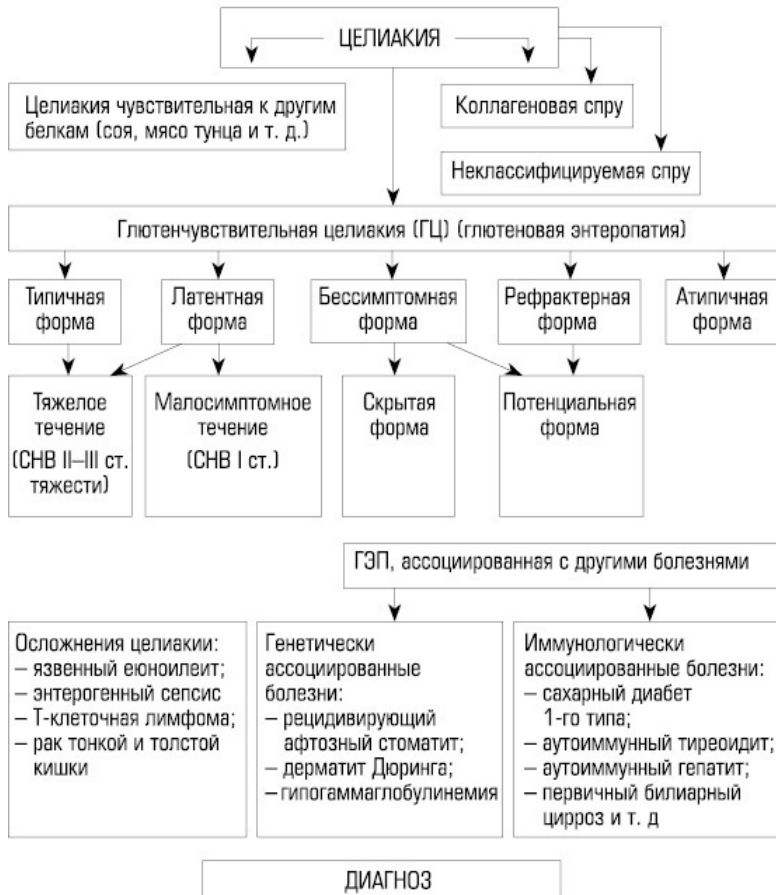 ЦЕЛИАКИЯ
Целиакия чувствительная к другим
белкам (соя, мясо тунца и т. д.)
Коллагеновая спру
Неклассифицируемая спру
Глютенчувствительная целиакия (ГЦ) (глютеновая энтеропатия)
Типичная
форма
Латентная
форма
Бессимптомная
форма
Рефрактерная
форма
Атипичная
форма
Тяжелое
течение
(СНВ II–III ст.
тяжести)
Малосимптомное
течение
(СНВ I ст.)
Скрытая
форма
Потенциальная
форма
ГЭП, ассоциированная с другими болезнями
Осложнения целиакии:
– язвенный еюноилеит;
– энтерогенный сепсис
– Т-клеточная лимфома;
– рак тонкой и толстой
кишки
Генетически
ассоциированные
болезни:
– рецидивирующий
афтозный стоматит;
– дерматит Дюринга;
– гипогаммаглобулинемия
Иммунологически
ассоциированные болезни:
– сахарный диабет
1-го типа;
– аутоиммунный тиреоидит;
– аутоиммунный гепатит;
– первичный билиарный
цирроз и т. д
ДИАГНОЗ